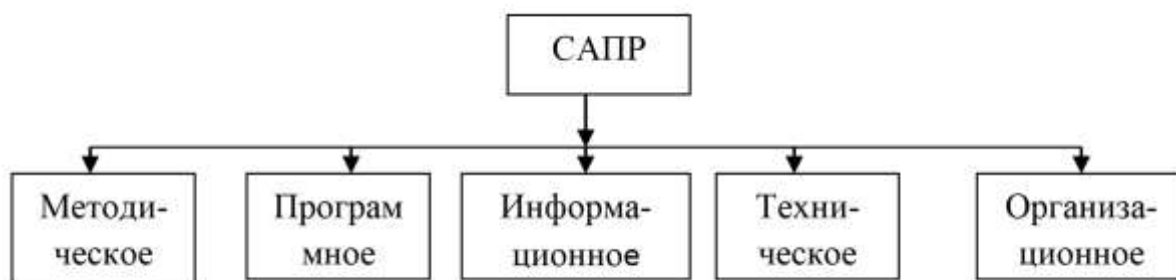 САПР
Методи-
ческое
Програм
мное
Информа-
ционное
Техни-
ческое
Организа-
ционное